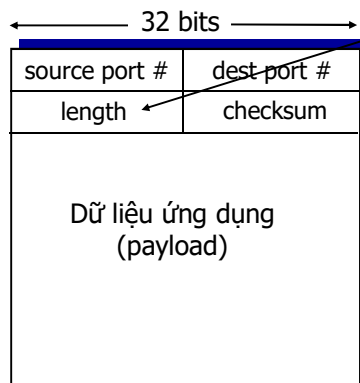 32 bits
source port # dest port #
length checksum
Dữ liệu ứng dụng
(payload)